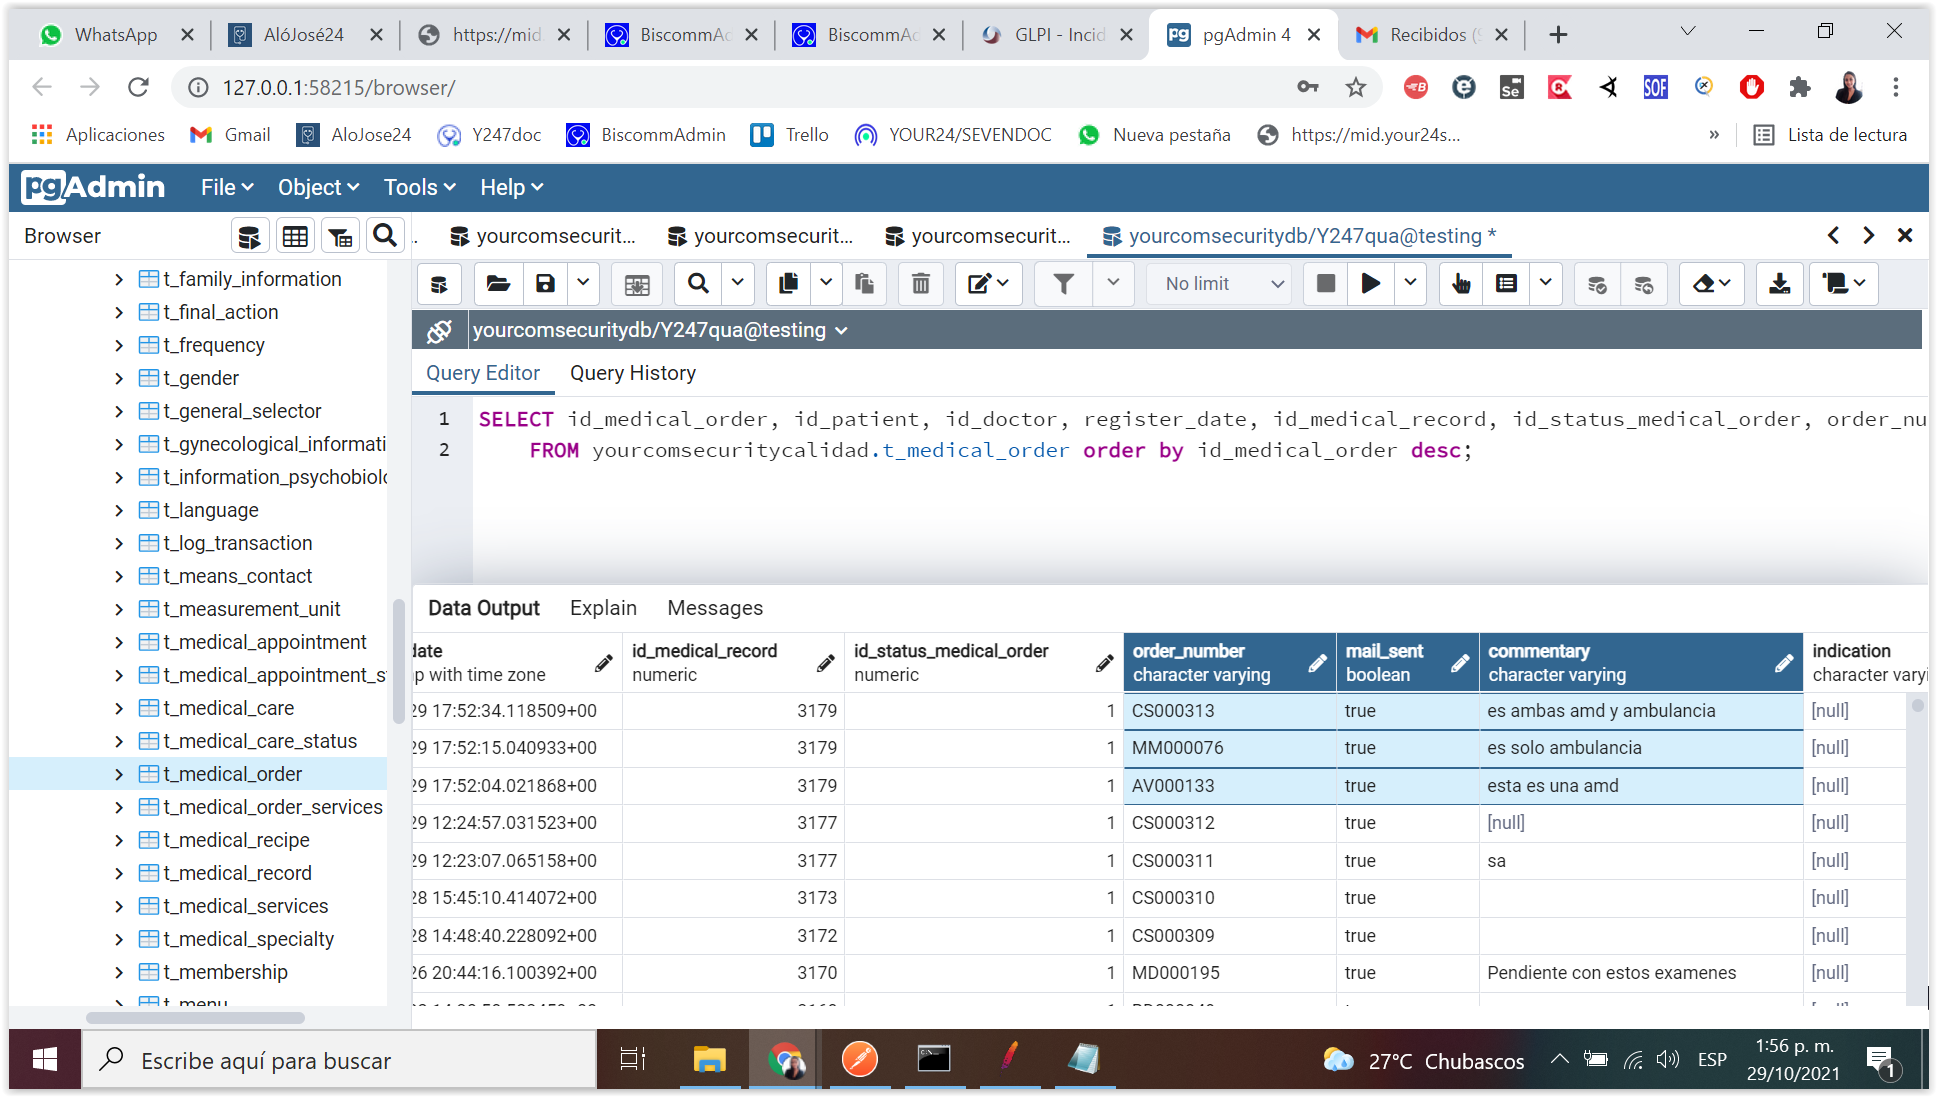 WhatsApp AlóJosé24 https://mid BiscommAd BiscommAd GLPI - Incid pgAdmin 4 Recibidos (
127.0.0.1:58215/browser/
Aplicaciones Gmail AloJose24 Y247doc BiscommAdmin Trello YOUR24/SEVENDOC Nueva pestaña https://mid.your24s... » Lista de lectura
pgAdmin File Object Tools Help
Browser
yourcomsecurit... yourcomsecurit... yourcomsecurit... yourcomsecuritydb/Y247qua@testing *
No limit
yourcomsecuritydb/Y247qua@testing
Query Editor Query History
1 SELECT id_medical_order, id_patient, id_doctor, register_date, id_medical_record, id_status_medical_order, order_nu
2 FROM yourcomsecuritycalidad.t_medical_order order by id_medical_order desc;
t_family_information
t_final_action
t_frequency
t_gender
t_general_selector
t_gynecological_informati
t_information_psychobiolo
t_language
t_log_transaction
t_means_contact
t_measurement_unit
t_medical_appointment
t_medical_appointment_s
t_medical_care
t_medical_care_status
t_medical_order
t_medical_order_services
t_medical_recipe
t_medical_record
t_medical_services
t_medical_specialty
t_membership
t_menu
Data Output Explain Messages
date id_medical_record id_status_medical_order order_number mail_sent commentary indication
p with time zone numeric numeric character varying boolean character varying character varyi
29 17:52:34.118509+00 3179 1 CS000313 true es ambas amd y ambulancia [null]
29 17:52:15.040933+00 3179 1 MM000076 true es solo ambulancia [null]
29 17:52:04.021868+00 3179 1 AV000133 true esta es una amd [null]
29 12:24:57.031523+00 3177 1 CS000312 true [null] [null]
29 12:23:07.065158+00 3177 1 CS000311 true sa [null]
28 15:45:10.414072+00 3173 1 CS000310 true [null]
28 14:48:40.228092+00 3172 1 CS000309 true [null]
26 20:44:16.100392+00 3170 1 MD000195 true Pendiente con estos examenes [null]
Escribe aquí para buscar
27°C Chubascos ESP 1:56 p. m.
29/10/2021 1